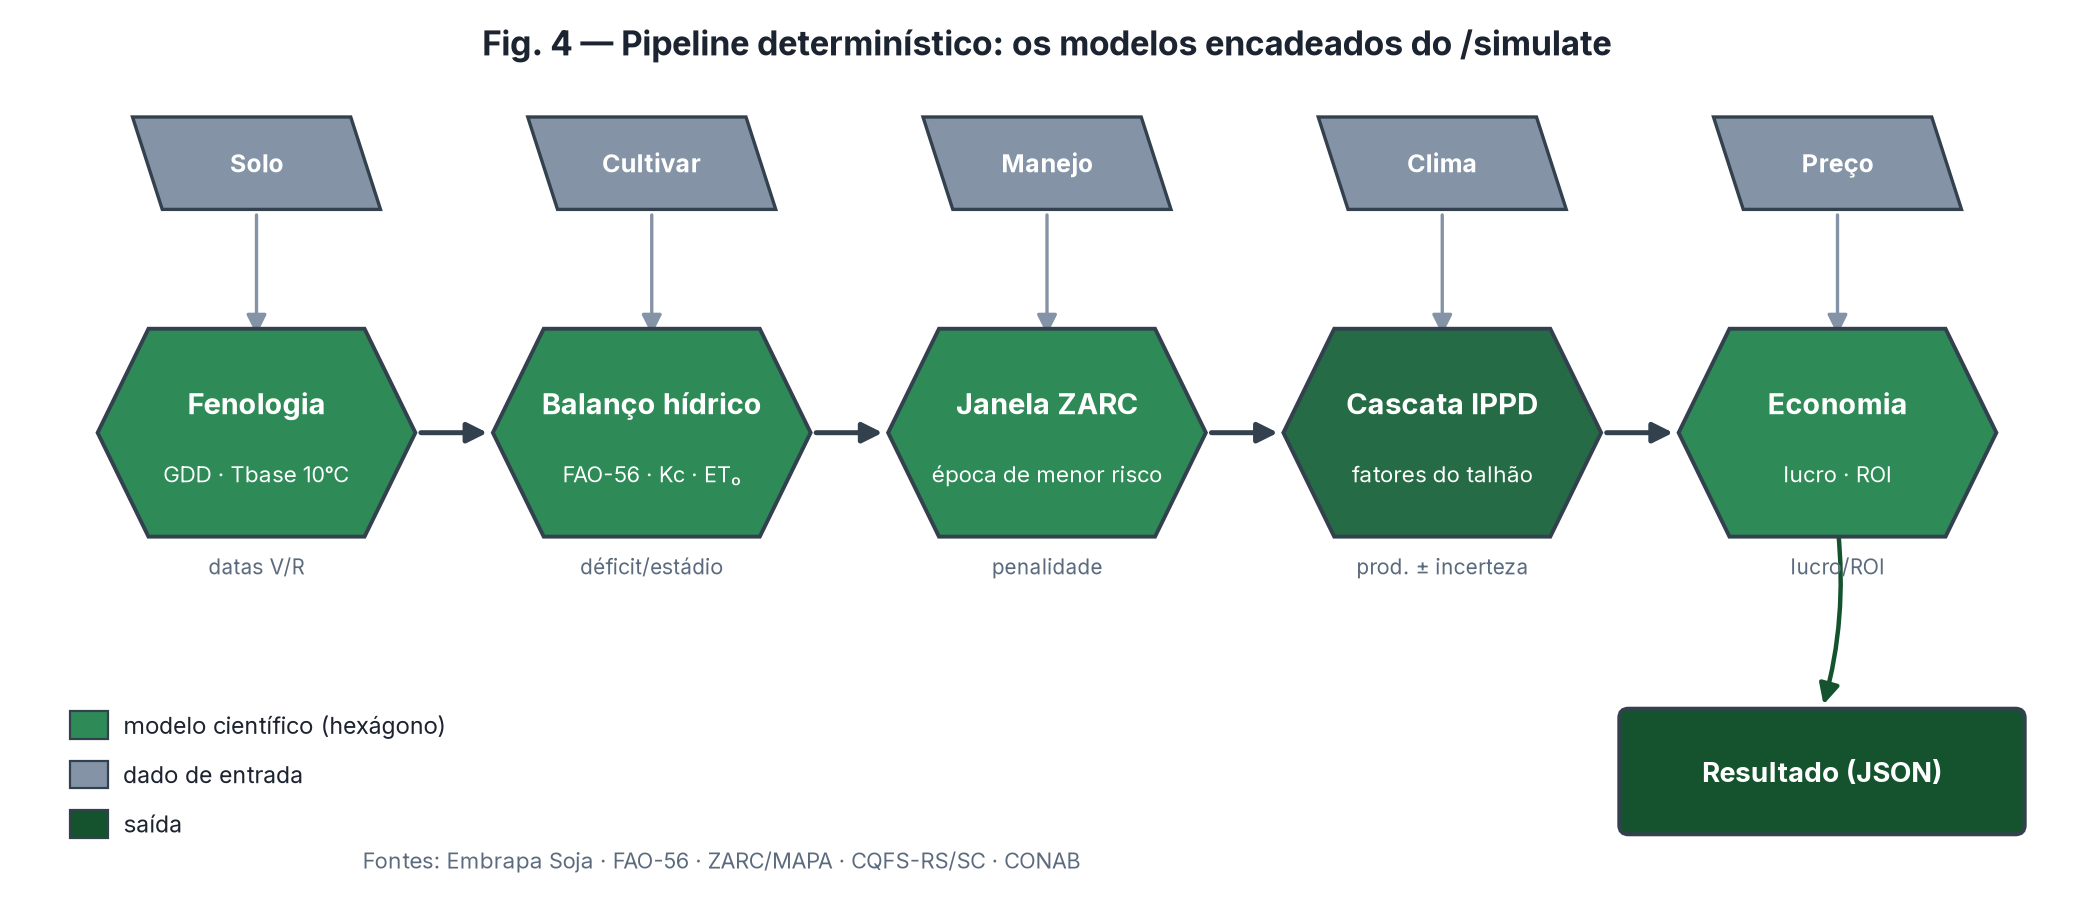 Fig. 4 — Pipeline determinístico: os modelos encadeados do /simulate
Solo
Cultivar
Manejo
Clima
Preço
Fenologia
GDD · Tbase 10°C
datas V/R
Balanço hídrico
FAO-56 · Kc · ETₒ
déficit/estádio
Janela ZARC
época de menor risco
penalidade
Cascata IPPD
fatores do talhão
prod. ± incerteza
Economia
lucro · ROI
lucro/ROI
Resultado (JSON)
modelo científico (hexágono)
dado de entrada
saída
Fontes: Embrapa Soja · FAO-56 · ZARC/MAPA · CQFS-RS/SC · CONAB